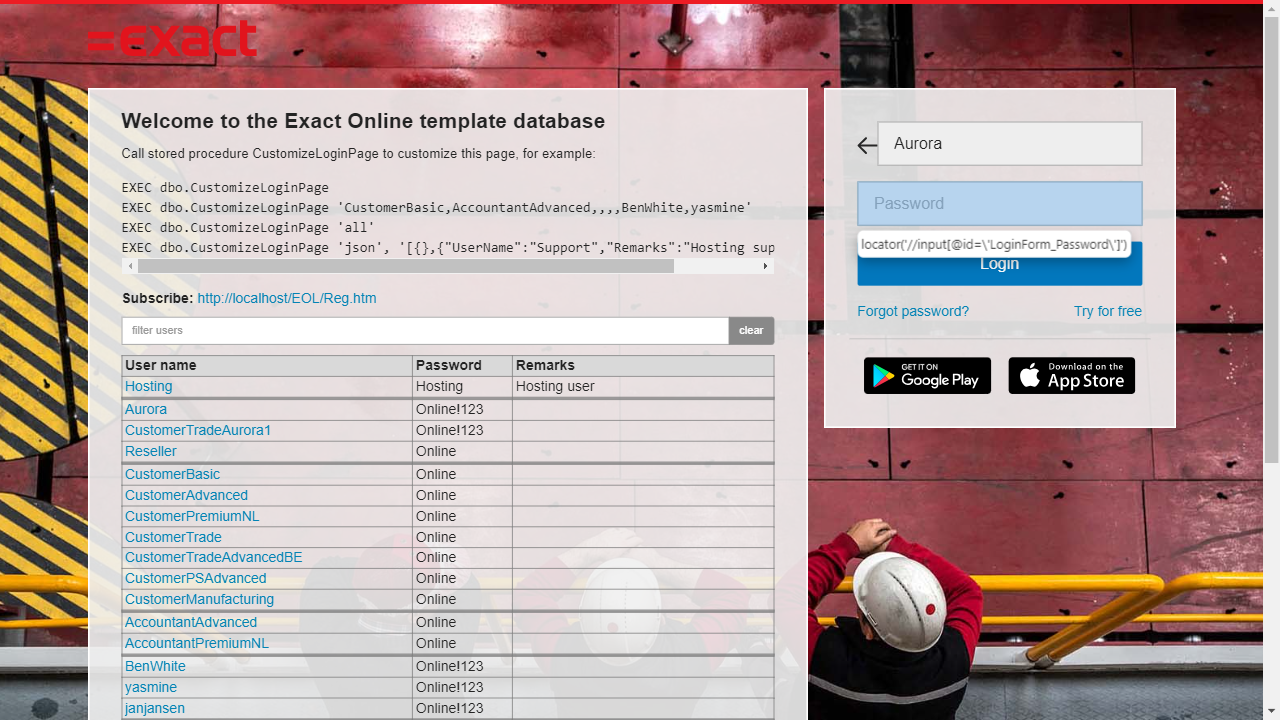 =exact
Welcome to the Exact Online template database
Call stored procedure CustomizeLoginPage to customize this page, for example:
EXEC dbo.CustomizeLoginPage
EXEC dbo.CustomizeLoginPage 'CustomerBasic,AccountantAdvanced,,,,BenWhite,yasmine'
EXEC dbo.CustomizeLoginPage 'all'
EXEC dbo.CustomizeLoginPage 'json', '[{},{"UserName":"Support","Remarks":"Hosting sup
Subscribe: http://localhost/EOL/Reg.htm
filter users clear
User name Password Remarks
Hosting Hosting Hosting user
Aurora Online!123
CustomerTradeAurora1 Online!123
Reseller Online
CustomerBasic Online
CustomerAdvanced Online
CustomerPremiumNL Online
CustomerTrade Online
CustomerTradeAdvancedBE Online
CustomerPSAdvanced Online
CustomerManufacturing Online
AccountantAdvanced Online
AccountantPremiumNL Online
BenWhite Online!123
yasmine Online!123
janjansen Online!123
Aurora
Password
locator('//input[@id=\'LoginForm_Password\']')
Login
Forgot password? Try for free
GET IT ON
Google Play
Download on the
App Store